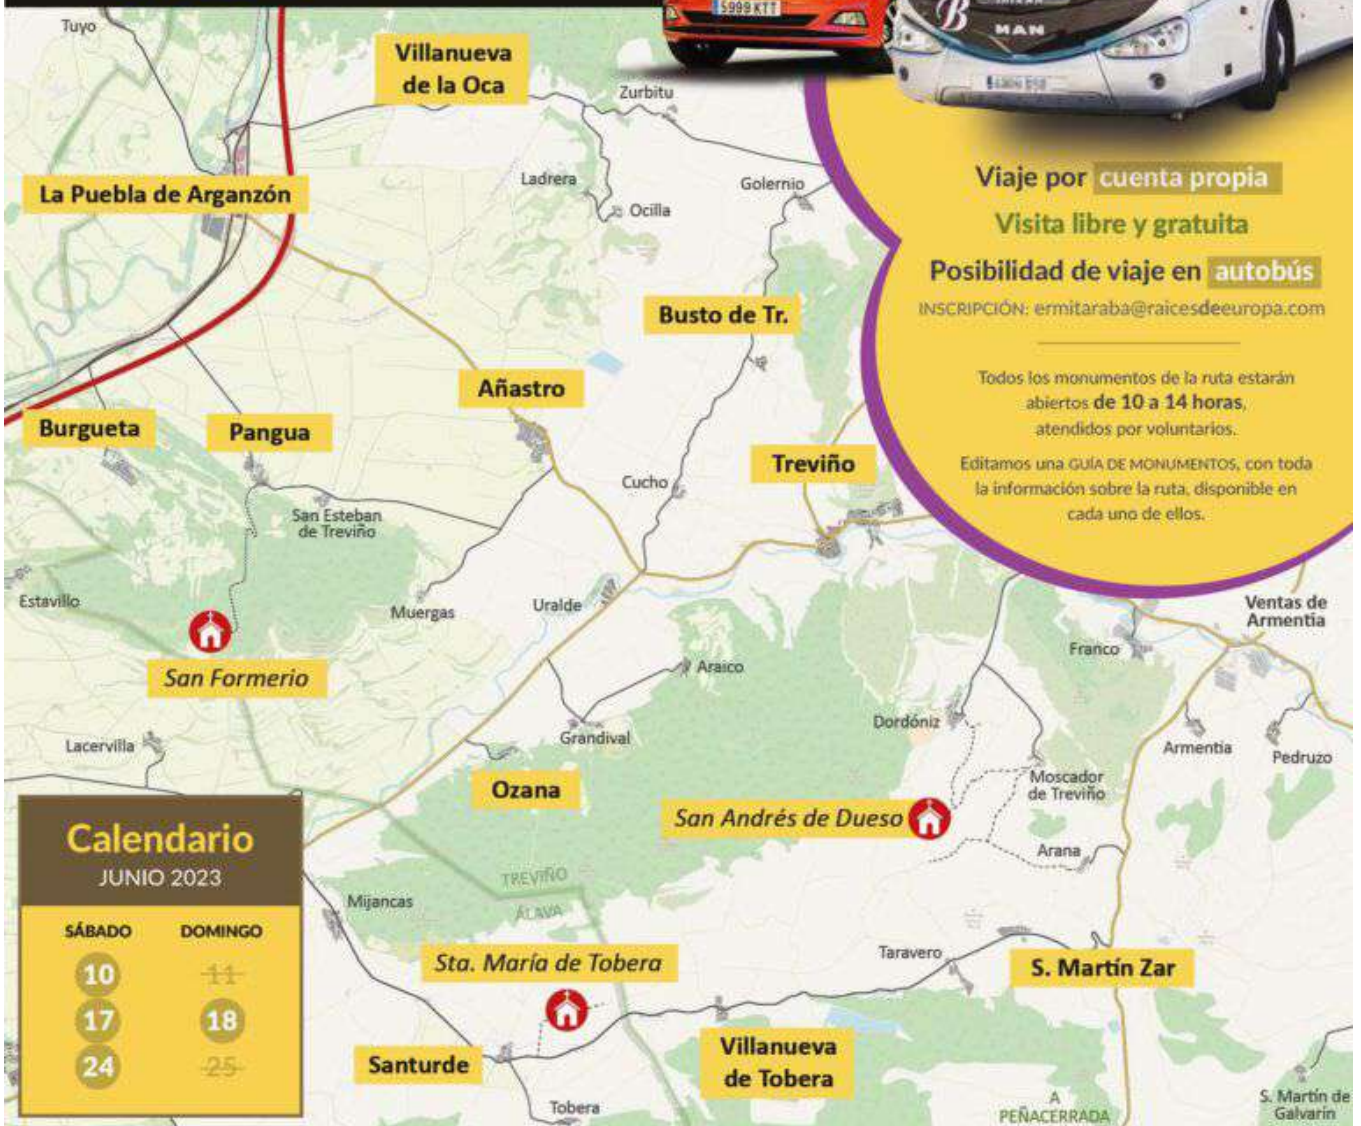 5999 KTT
B
MAN
Tuyo
Villanueva
de la Oca
Zurbitu
La Puebla de Arganzón
Ladrera
Ocilla
Golernio
Viaje por cuenta propia
Visita libre y gratuita
Posibilidad de viaje en autobús
INSCRIPCIÓN: ermitaraba@raicesdeeuropa.com
Todos los monumentos de la ruta estarán
abiertos de 10 a 14 horas,
atendidos por voluntarios.
Editamos una GUÍA DE MONUMENTOS, con toda
la información sobre la ruta, disponible en
cada uno de ellos.
Busto de Tr.
Añastro
Burgueta
Pangua
Treviño
Cucho
San Esteban
de Treviño
Estavillo
Muergas
Uralde
Ventas de
Armentia
San Formerio
Araico
Franco
Lacervilla
Grandival
Dordóniz
Armentia
Pedruzo
Ozana
Moscador
de Treviño
San Andrés de Dueso
Arana
Calendario
JUNIO 2023
SÁBADO DOMINGO
10 11
17 18
24 25
TREVIÑO
ÁLAVA
Mijancas
Sta. María de Tobera
Taravero
S. Martín Zar
Santurde
Villanueva
de Tobera
Tobera
A
PEÑACERRADA
S. Martín de
Galvarín